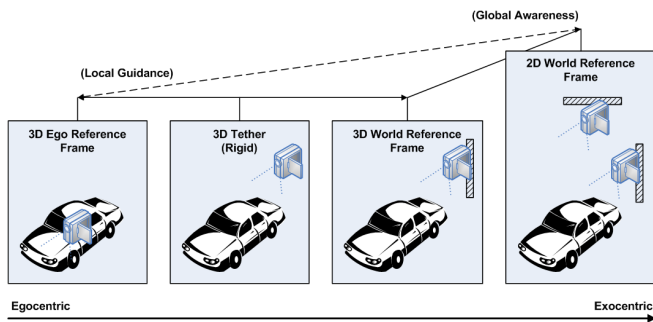 (Global Awareness)
(Local Guidance)
2D World Reference
Frame
3D Ego Reference
Frame
3D Tether
(Rigid)
3D World Reference
Frame
Egocentric
Exocentric